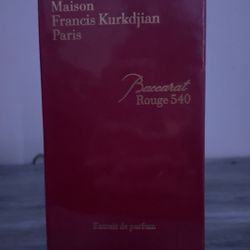 Maison
Francis Kurkdjian
Paris
Baccarat
Rouge 540
Extrait de parfum